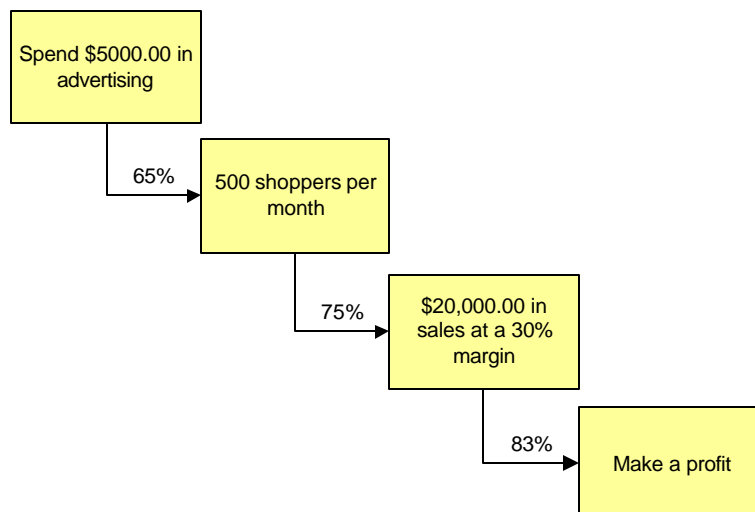 Spend $5000.00 in
advertising
65%
500 shoppers per
month
75%
$20,000.00 in
sales at a 30%
margin
83%
Make a profit